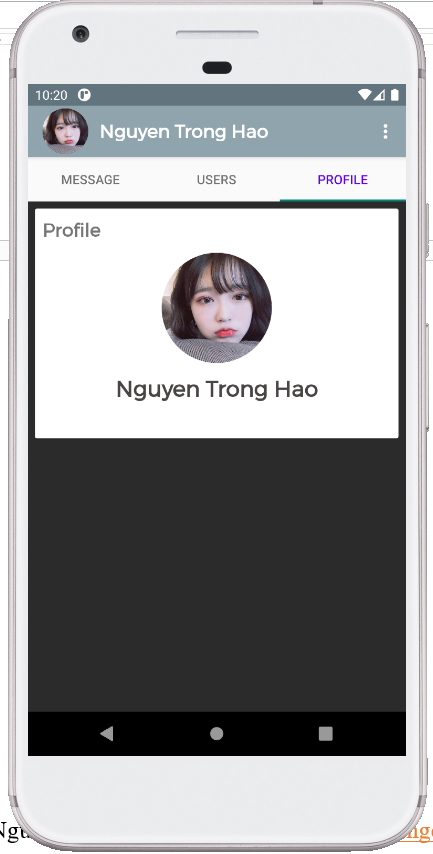 10:20
Nguyen Trong Hao
MESSAGE USERS PROFILE
Profile
Nguyen Trong Hao